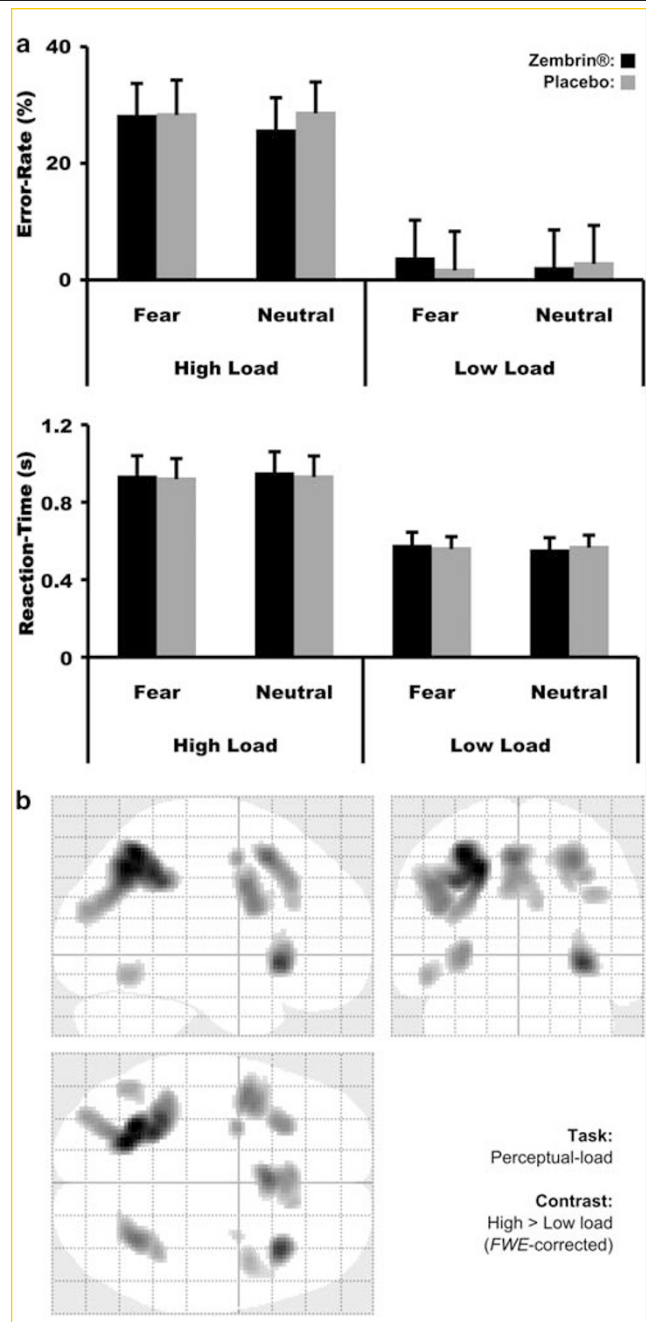 a
40
Zembrin®:
Placebo:
Error-Rate (%)
20
0
Fear Neutral Fear Neutral
High Load Low Load
1.2
Reaction-Time (s)
0.8
0.4
0
Fear Neutral Fear Neutral
High Load Low Load
b
Task:
Perceptual-load
Contrast:
High > Low load
(FWE-corrected)